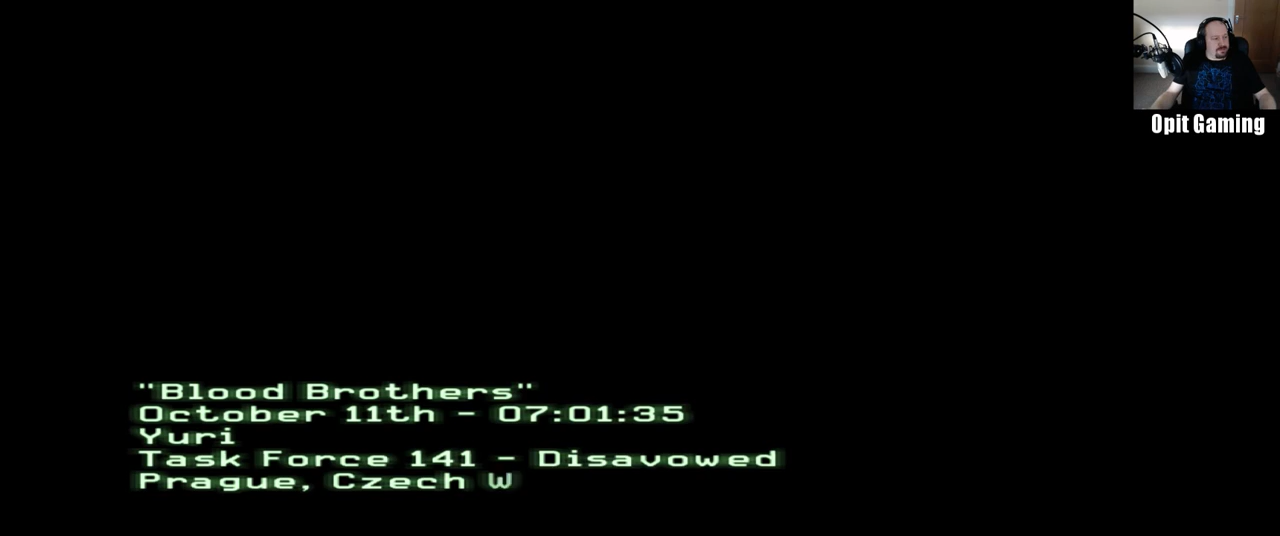 Opit Gaming
"Blood Brothers"
October 11th - 07:01:35
Yuri
Task Force 141 - Disavowed
Prague, Czech W